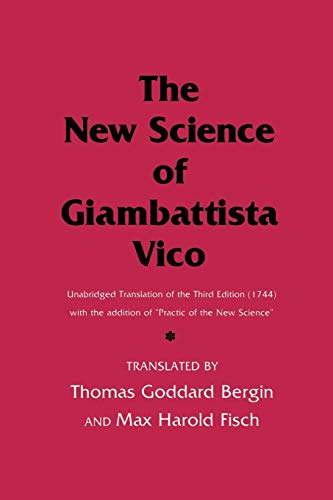 The
New Science
of
Giambattista
Vico
Unabridged Translation of the Third Edition (1744)
with the addition of "Practic of the New Science"
*
TRANSLATED BY
Thomas Goddard Bergin
AND Max Harold Fisch